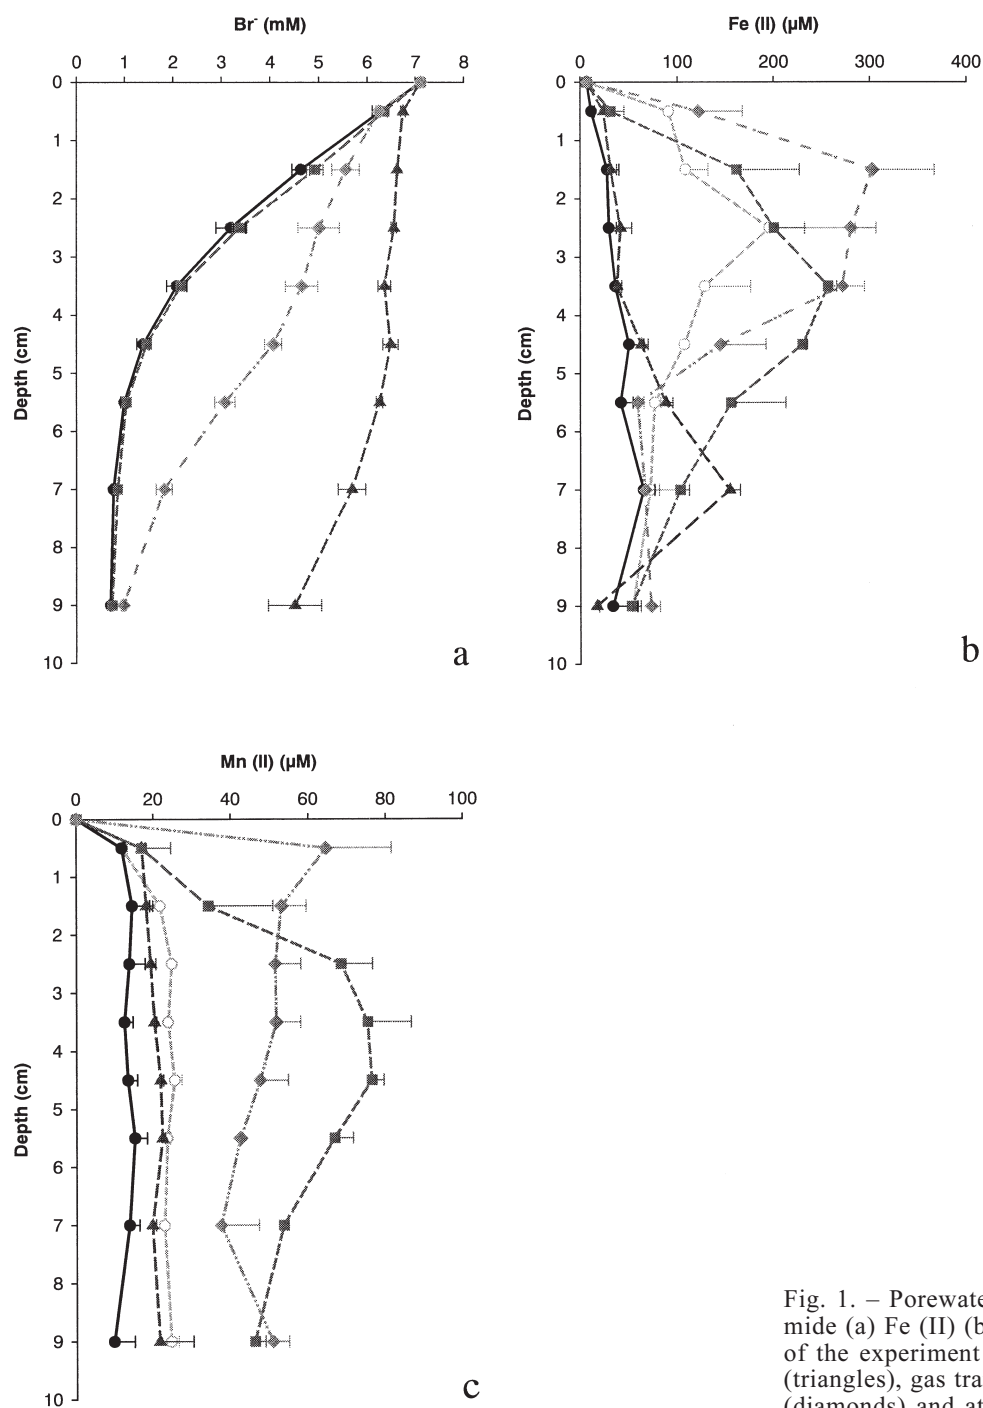 Br⁻ (mM)
0 1 2 3 4 5 6 7 8
0
1
2
3
4
5
6
7
8
9
10
Depth (cm)
a
Fe (II) (µM)
0 100 200 300 400
0
1
2
3
4
5
6
7
8
9
10
Depth (cm)
b
Mn (II) (µM)
0 20 40 60 80 100
0
1
2
3
4
5
6
7
8
9
10
Depth (cm)
c
Fig. 1. – Porewate
mide (a) Fe (II) (b
of the experiment
(triangles), gas tra
(diamonds) and at